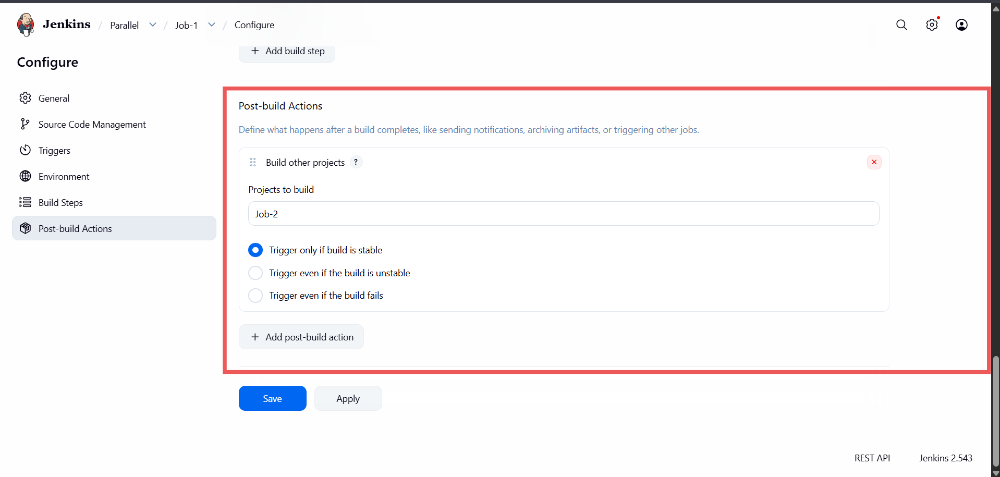 Jenkins / Parallel / Job-1 / Configure
Configure
General
Source Code Management
Triggers
Environment
Build Steps
Post-build Actions
+ Add build step
Post-build Actions
Define what happens after a build completes, like sending notifications, archiving artifacts, or triggering other jobs.
Build other projects ?
Projects to build
Job-2
Trigger only if build is stable
Trigger even if the build is unstable
Trigger even if the build fails
+ Add post-build action
Save Apply
REST API Jenkins 2.543